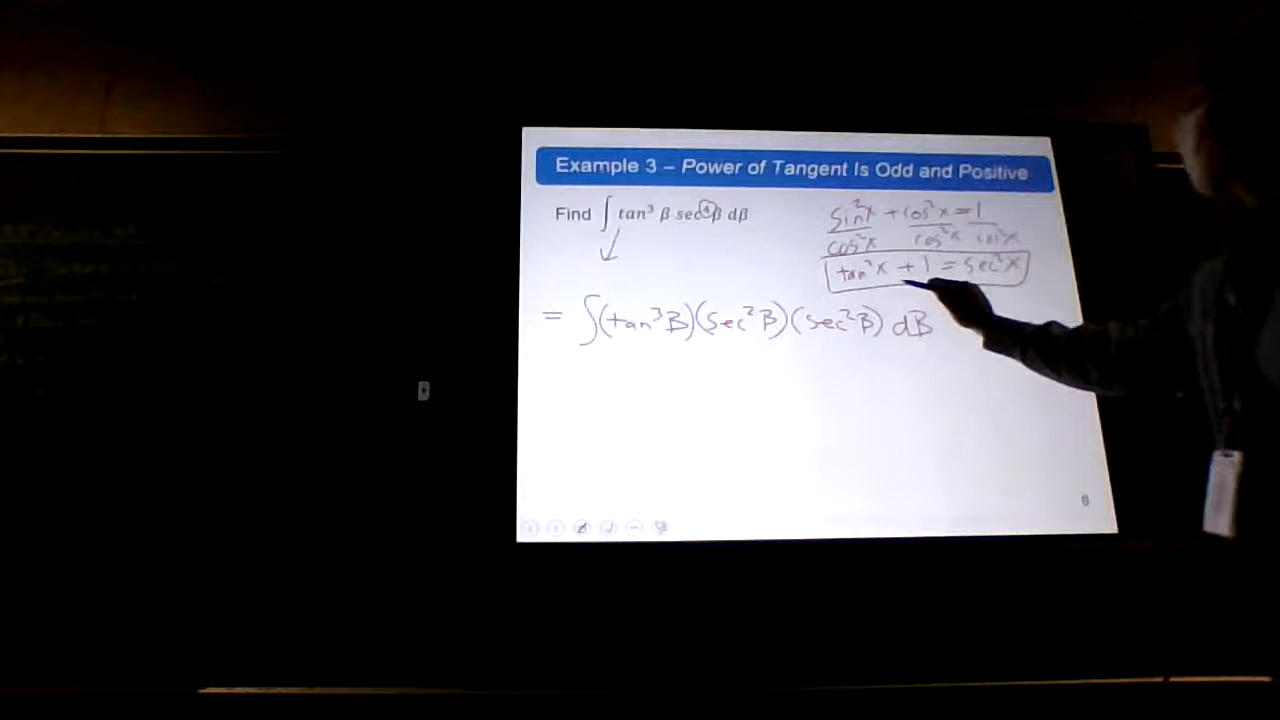 Example 3 – Power of Tangent Is Odd and Positive
Find ∫ tan³ β sec⁴ β dβ
sin²x + cos²x = 1
cos²x cos²x cos²x
tan²x + 1 = sec²x
= ∫(tan³β)(sec²β)(sec²β) dβ
6